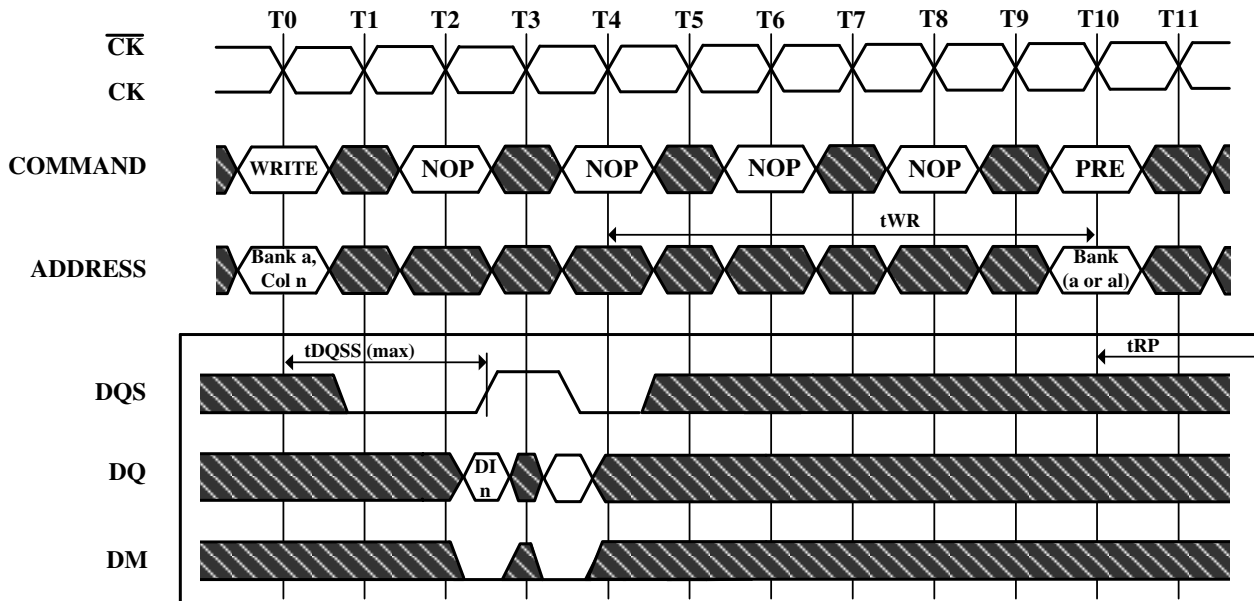 T0 T1 T2 T3 T4 T5 T6 T7 T8 T9 T10 T11
CK
CK
COMMAND WRITE NOP NOP NOP NOP PRE
tWR
ADDRESS Bank a, Col n Bank (a or al)
tDQSS (max) tRP
DQS
DQ DI n
DM